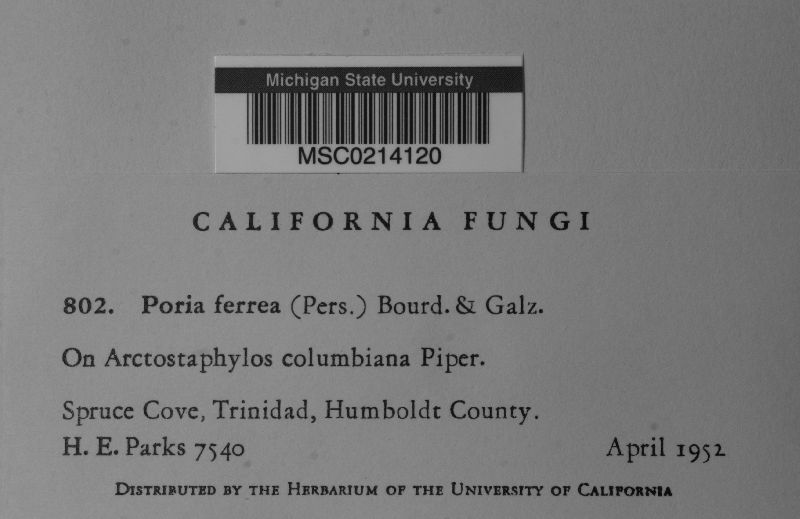 Michigan State University
MSC0214120
CALIFORNIA FUNGI
802. Poria ferrea (Pers.) Bourd. & Galz.
On Arctostaphylos columbiana Piper.
Spruce Cove, Trinidad, Humboldt County.
H. E. Parks 7540 April 1952
DISTRIBUTED BY THE HERBARIUM OF THE UNIVERSITY OF CALIFORNIA